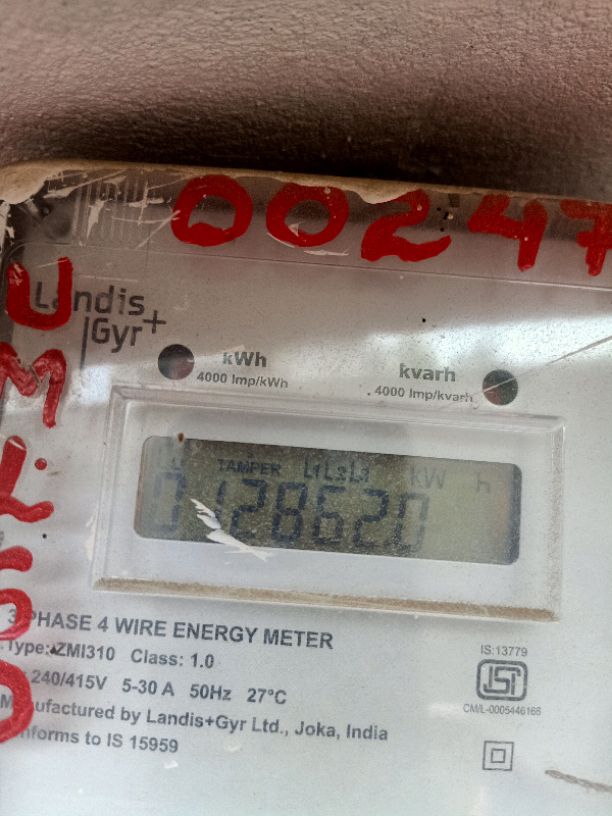 00247
Landis
Gyr+
kWh
4000 Imp/kWh
kvarh
4000 Imp/kvarh
TAMPER L1L2L3 kW h
012862.0
3 PHASE 4 WIRE ENERGY METER
Type: ZMI310 Class: 1.0
240/415V 5-30 A 50Hz 27°C
Manufactured by Landis+Gyr Ltd., Joka, India
Conforms to IS 15959
IS:13779
CM/L-0005446166